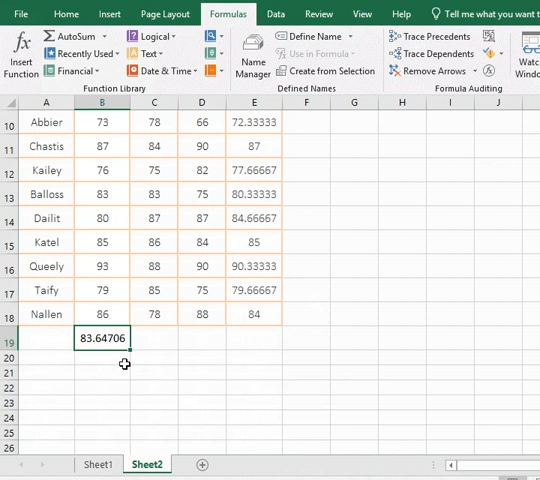 File Home Insert Page Layout Formulas Data Review View Help Tell me what you want
fx Insert Function
AutoSum Recently Used Financial
Logical Text Date & Time
Function Library
Name Manager
Define Name Use in Formula Create from Selection
Defined Names
Trace Precedents Trace Dependents Remove Arrows
Formula Auditing
A B C D E F G H I J
10 Abbier 73 78 66 72.33333
11 Chastis 87 84 90 87
12 Kailey 76 75 82 77.66667
13 Balloss 83 83 75 80.33333
14 Dailit 80 87 87 84.66667
15 Katel 85 86 84 85
16 Queely 93 88 90 90.33333
17 Taify 79 85 75 79.66667
18 Nallen 86 78 88 84
19 83.64706
20
21
22
23
24
25
26
Sheet1 Sheet2